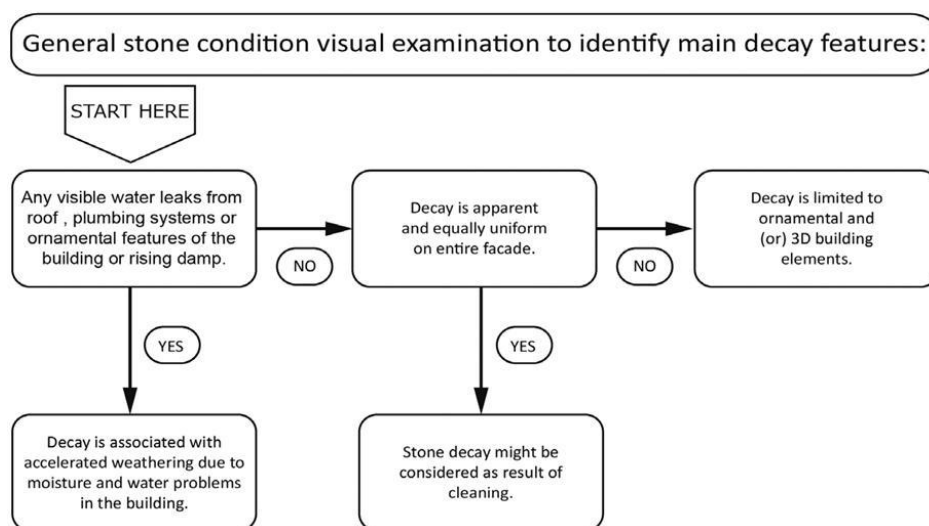 General stone condition visual examination to identify main decay features:
START HERE
Any visible water leaks from
roof , plumbing systems or
ornamental features of the
building or rising damp.
NO
Decay is apparent
and equally uniform
on entire facade.
NO
Decay is limited to
ornamental and
(or) 3D building
elements.
YES
YES
Decay is associated with
accelerated weathering due to
moisture and water problems
in the building.
Stone decay might be
considered as result of
cleaning.